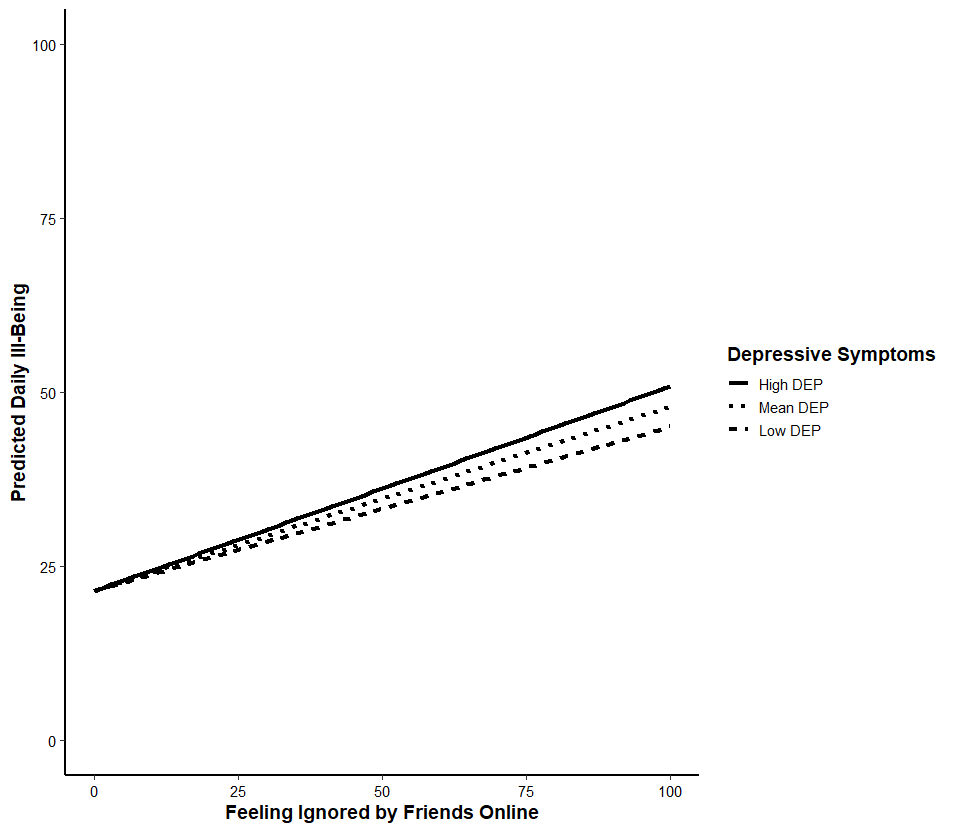 100
75
50
25
0
Predicted Daily Ill-Being
0 25 50 75 100
Feeling Ignored by Friends Online
Depressive Symptoms
High DEP
Mean DEP
Low DEP